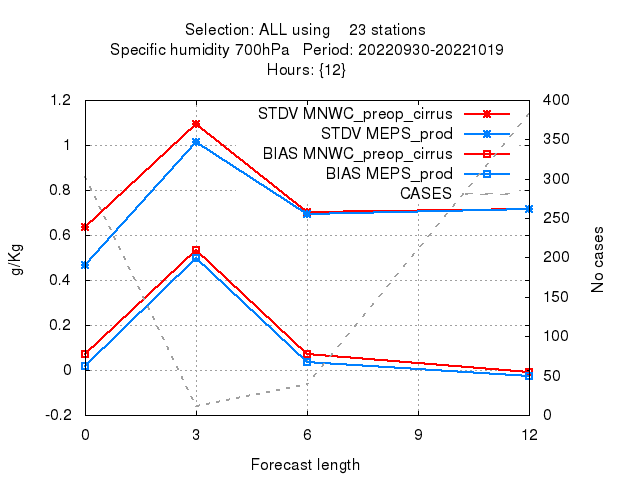 Selection: ALL using    23 stations
Specific humidity 700hPa   Period: 20220930-20221019
Hours: {12}
STDV MNWC_preop_cirrus
STDV MEPS_prod
BIAS MNWC_preop_cirrus
BIAS MEPS_prod
CASES
g/Kg
1.2
1
0.8
0.6
0.4
0.2
0
-0.2
400
350
300
250
200
150
100
50
0
No cases
0 3 6 9 12
Forecast length